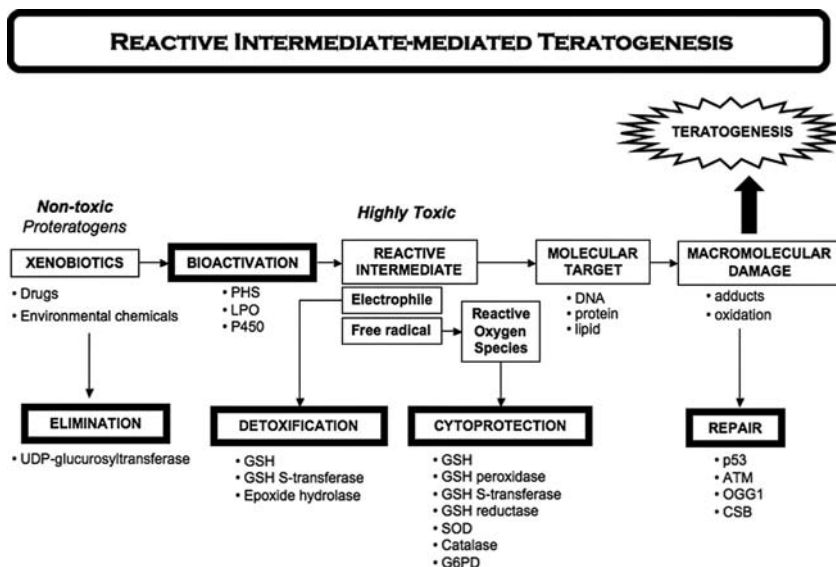 REACTIVE INTERMEDIATE-MEDIATED TERATOGENESIS
TERATOGENESIS
Non-toxic
Proteratogens
Highly Toxic
XENOBIOTICS
BIOACTIVATION
REACTIVE
INTERMEDIATE
MOLECULAR
TARGET
MACROMOLECULAR
DAMAGE
• Drugs
• Environmental chemicals
• PHS
• LPO
• P450
Electrophile
Free radical
Reactive
Oxygen
Species
• DNA
• protein
• lipid
• adducts
• oxidation
ELIMINATION
• UDP-glucurosyltransferase
DETOXIFICATION
• GSH
• GSH S-transferase
• Epoxide hydrolase
CYTOPROTECTION
• GSH
• GSH peroxidase
• GSH S-transferase
• GSH reductase
• SOD
• Catalase
• G6PD
REPAIR
• p53
• ATM
• OGG1
• CSB